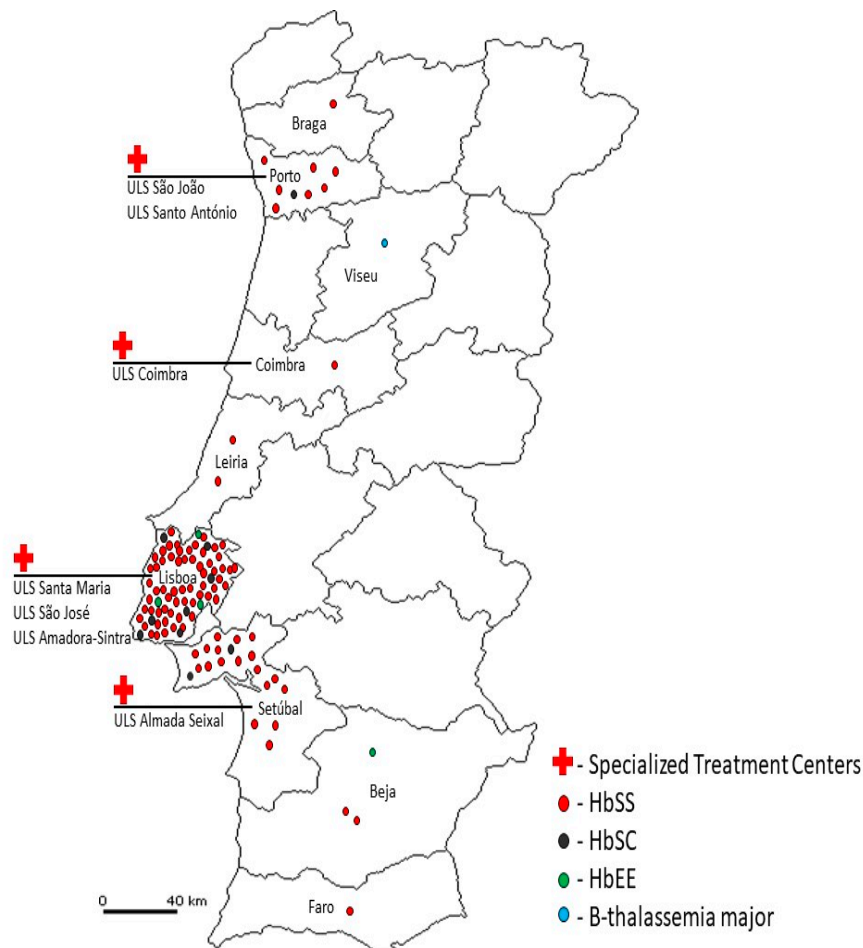 Braga
Porto
ULS São João
ULS Santo António
Viseu
Coimbra
ULS Coimbra
Leiria
Lisboa
ULS Santa Maria
ULS São José
ULS Amadora-Sintra
Setúbal
ULS Almada Seixal
Beja
Faro
0 40 km
- Specialized Treatment Centers
- HbSS
- HbSC
- HbEE
- B-thalassemia major